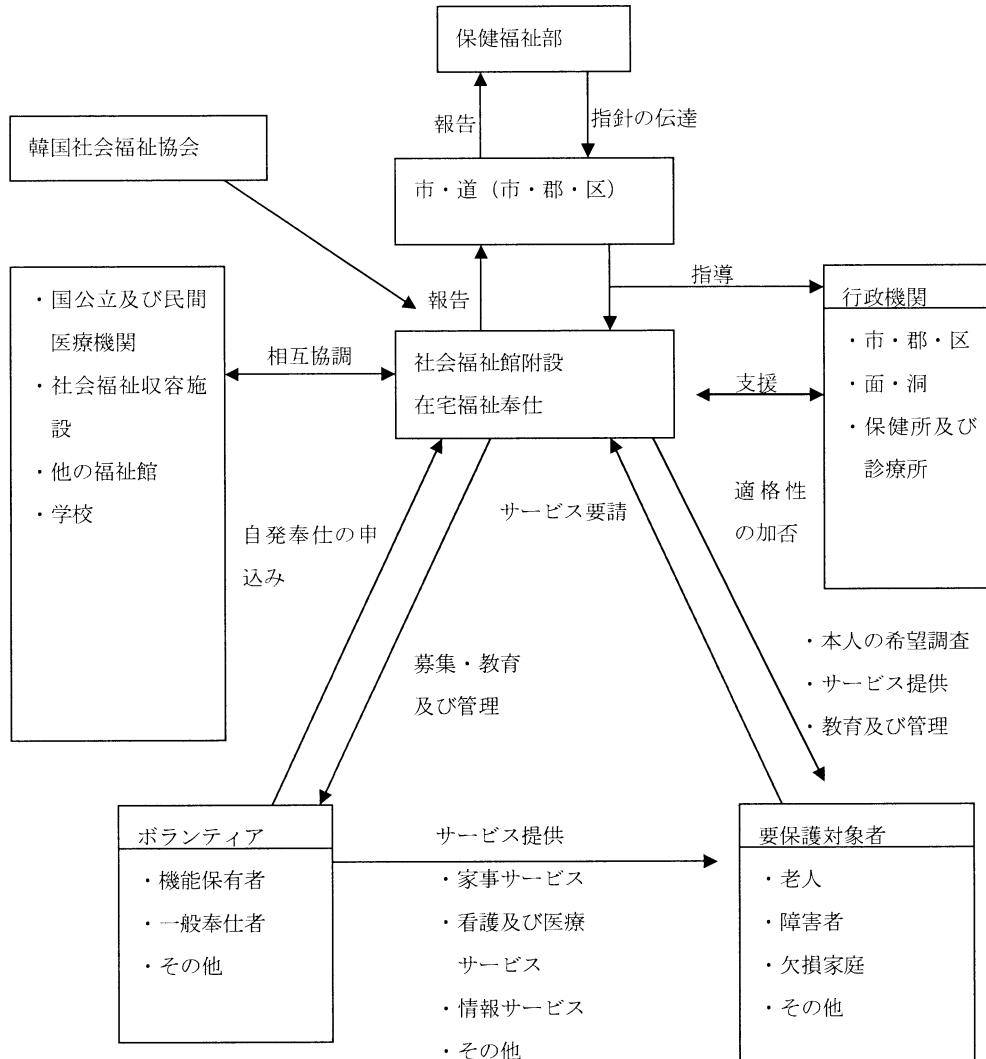 保健福祉部
報告
指針の伝達
韓国社会福祉協会
市・道（市・郡・区）
報告
指導
・国公立及び民間
医療機関
・社会福祉収容施
設
・他の福祉館
・学校
相互協調
社会福祉館附設
在宅福祉奉仕
支援
行政機関
・市・郡・区
・面・洞
・保健所及び
診療所
自発奉仕の申
込み
サービス要請
適格性
の加否
募集・教育
及び管理
・本人の希望調査
・サービス提供
・教育及び管理
ボランティア
・機能保有者
・一般奉仕者
・その他
サービス提供
・家事サービス
・看護及び医療
サービス
・情報サービス
・その他
要保護対象者
・老人
・障害者
・欠損家庭
・その他